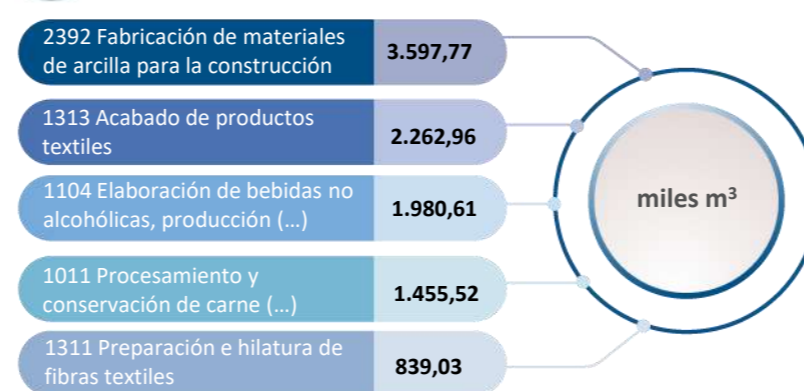 2392 Fabricación de materiales
de arcilla para la construcción
3.597,77
1313 Acabado de productos
textiles
2.262,96
1104 Elaboración de bebidas no
alcohólicas, producción (...)
1.980,61
1011 Procesamiento y
conservación de carne (...)
1.455,52
1311 Preparación e hilatura de
fibras textiles
839,03
miles m³